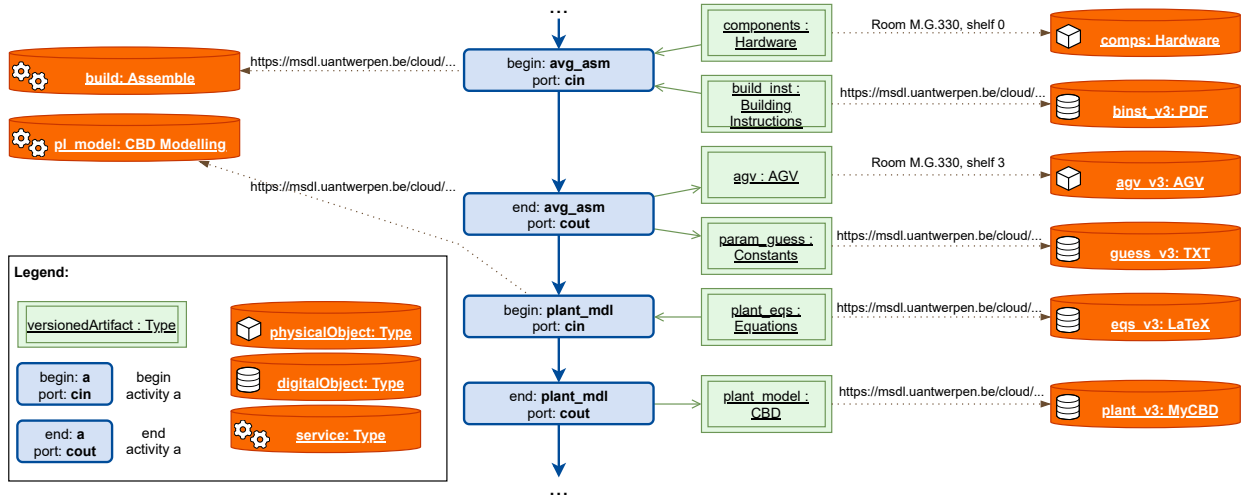 ...
components :
Hardware
Room M.G.330, shelf 0
comps: Hardware
build: Assemble
https://msdl.uantwerpen.be/cloud/...
begin: avg_asm
port: cin
build_inst :
Building
Instructions
https://msdl.uantwerpen.be/cloud/...
binst_v3: PDF
pl_model: CBD Modelling
https://msdl.uantwerpen.be/cloud/...
agv : AGV
Room M.G.330, shelf 3
agv_v3: AGV
end: avg_asm
port: cout
param_guess :
Constants
https://msdl.uantwerpen.be/cloud/...
guess_v3: TXT
begin: plant_mdl
port: cin
plant_eqs :
Equations
https://msdl.uantwerpen.be/cloud/...
eqs_v3: LaTeX
end: plant_mdl
port: cout
plant_model :
CBD
https://msdl.uantwerpen.be/cloud/...
plant_v3: MyCBD
...
Legend:
versionedArtifact : Type
physicalObject: Type
begin: a
port: cin
begin
activity a
digitalObject: Type
end: a
port: cout
end
activity a
service: Type